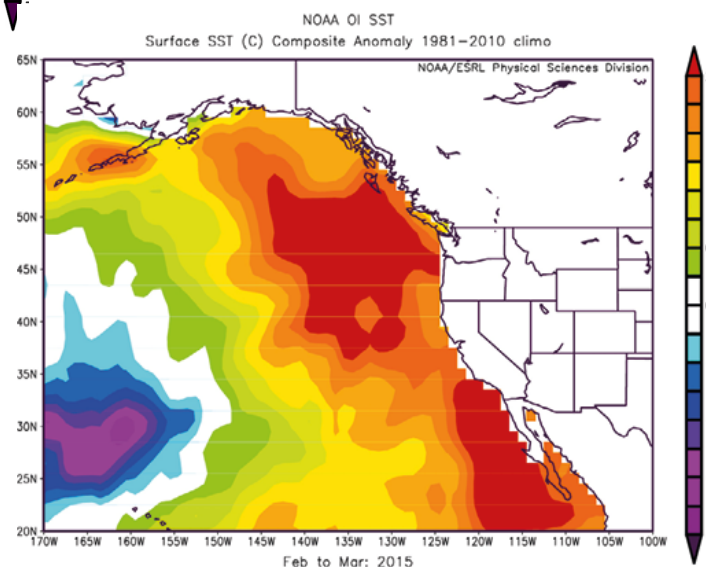 NOAA OI SST
Surface SST (C) Composite Anomaly 1981-2010 climo
NOAA/ESRL Physical Sciences Division
65N
60N
55N
50N
45N
40N
35N
30N
25N
20N
170W 165W 160W 155W 150W 145W 140W 135W 130W 125W 120W 115W 110W 105W 100W
Feb to Mar: 2015